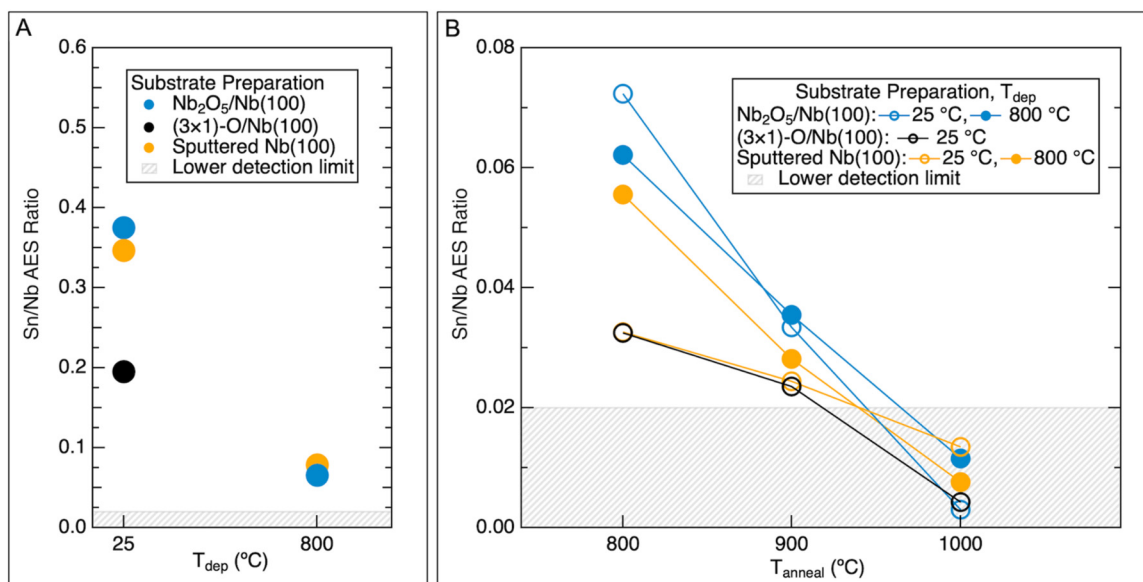 A
Sn/Nb AES Ratio
0.6
0.5
0.4
0.3
0.2
0.1
0.0
Substrate Preparation
Nb₂O₅/Nb(100)
(3×1)-O/Nb(100)
Sputtered Nb(100)
Lower detection limit
25
800
T_dep (ºC)
B
Sn/Nb AES Ratio
0.08
0.06
0.04
0.02
0.00
Substrate Preparation, T_dep
Nb₂O₅/Nb(100): 25 °C, 800 °C
(3×1)-O/Nb(100): 25 °C
Sputtered Nb(100): 25 °C, 800 °C
Lower detection limit
800
900
1000
T_anneal (ºC)